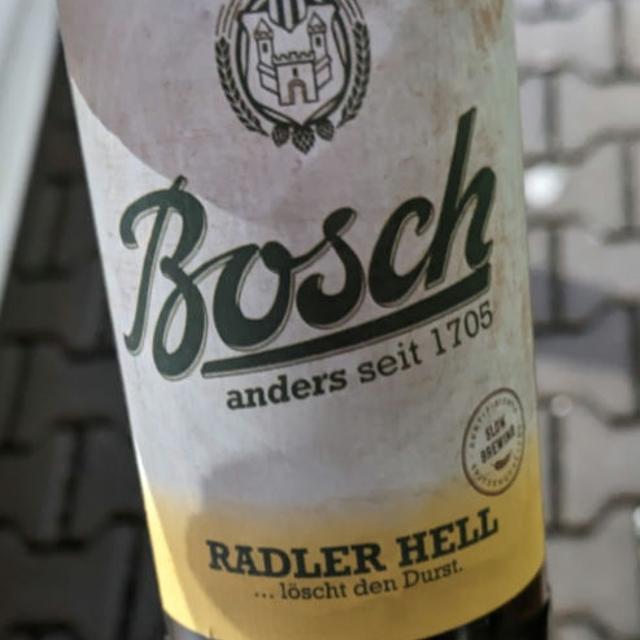 Bosch
anders seit 1705
SLOW
BREWING
RADLER HELL
... löscht den Durst.